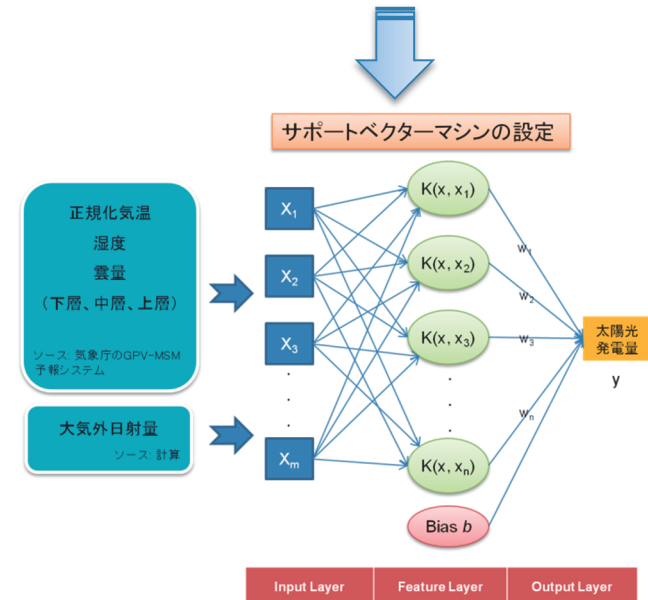 サポートベクターマシンの設定
正規化気温
湿度
雲量
(下層、中層、上層)
ソース: 気象庁のGPV-MSM
予報システム
大気外日射量
ソース: 計算
X1
X2
X3
Xm
K(x, x1)
K(x, x2)
K(x, x3)
K(x, xn)
Bias b
w1
w2
w3
wn
太陽光
発電量
y
Input Layer
Feature Layer
Output Layer